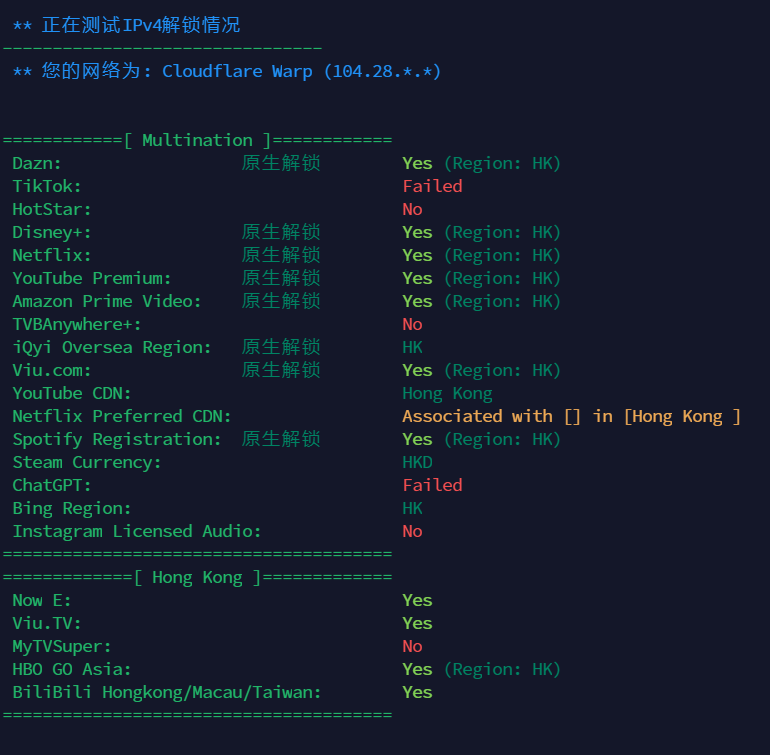 ** 正在测试IPv4解锁情况
--------------------------------
** 您的网络为: Cloudflare Warp (104.28.*.*)
============[ Multination ]============
Dazn: 原生解锁 Yes (Region: HK)
TikTok: Failed
HotStar: No
Disney+: 原生解锁 Yes (Region: HK)
Netflix: 原生解锁 Yes (Region: HK)
YouTube Premium: 原生解锁 Yes (Region: HK)
Amazon Prime Video: 原生解锁 Yes (Region: HK)
TVBAnywhere+: No
iQyi Oversea Region: 原生解锁 HK
Viu.com: 原生解锁 Yes (Region: HK)
YouTube CDN: Hong Kong
Netflix Preferred CDN: Associated with [] in [Hong Kong ]
Spotify Registration: 原生解锁 Yes (Region: HK)
Steam Currency: HKD
ChatGPT: Failed
Bing Region: HK
Instagram Licensed Audio: No
=======================================
=============[ Hong Kong ]=============
Now E: Yes
Viu.TV: Yes
MyTVSuper: No
HBO GO Asia: Yes (Region: HK)
BiliBili Hongkong/Macau/Taiwan: Yes
=======================================